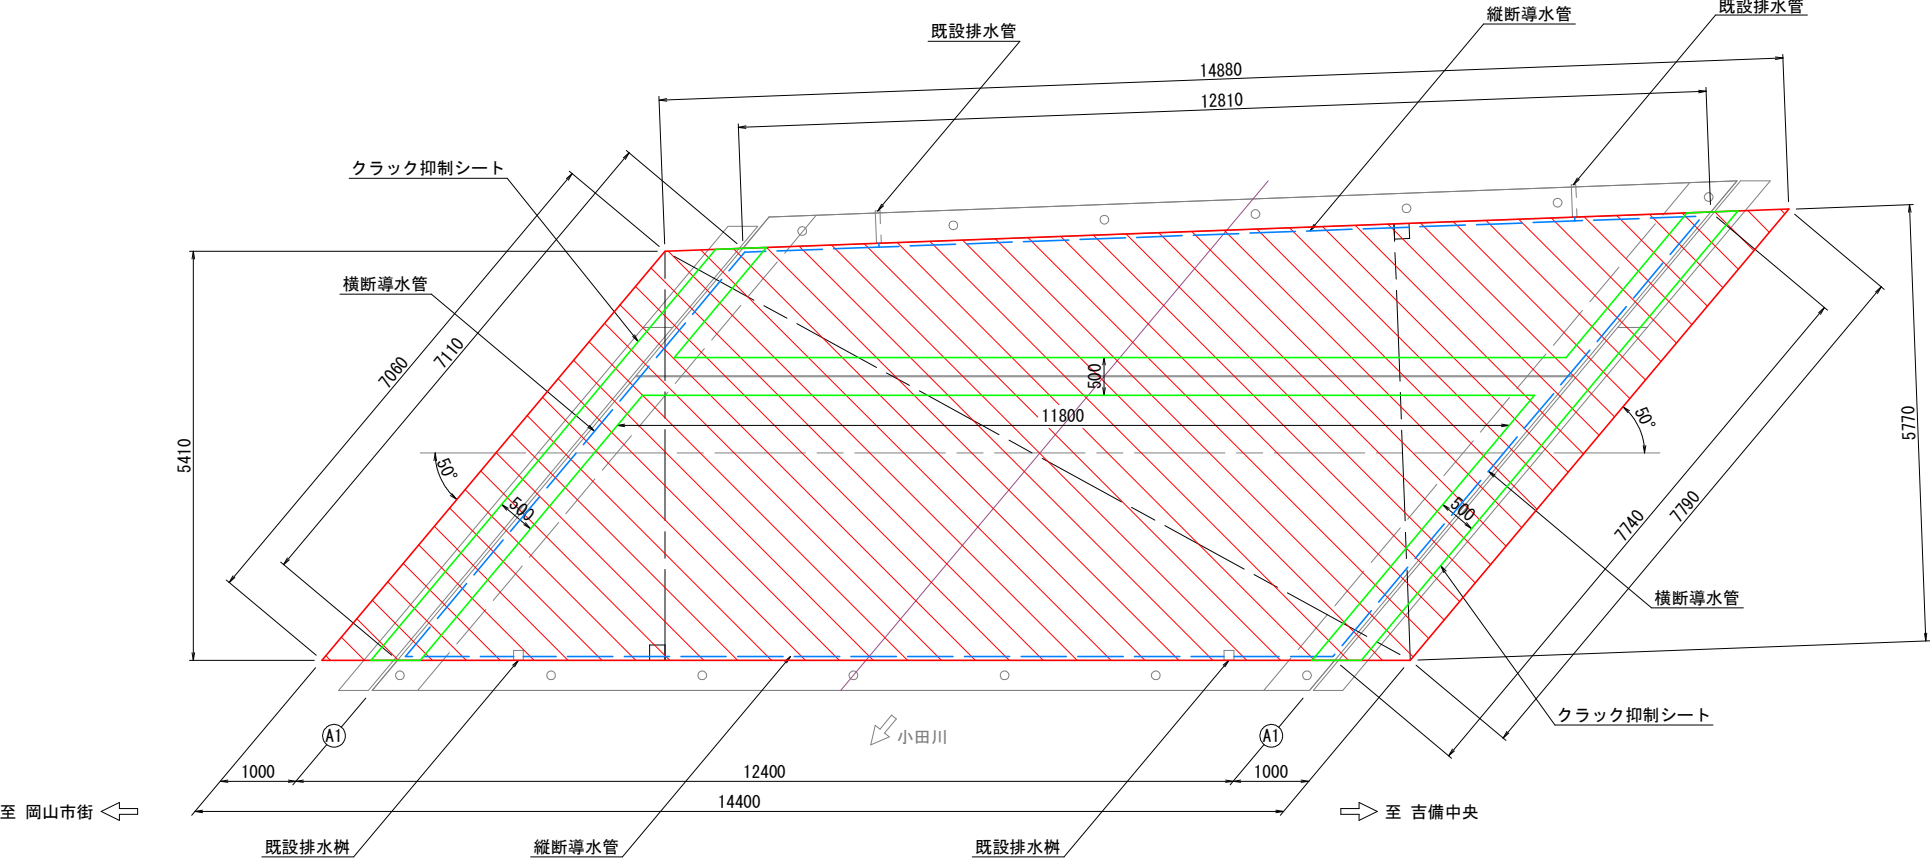 既設排水管
縦断導水管
既設排水管
14880
12810
クラック抑制シート
横断導水管
7060
7110
500
11800
5410
50°
50°
5770
500
500
7740
7790
横断導水管
クラック抑制シート
A1
小田川
A1
1000
12400
1000
14400
至 岡山市街
至 吉備中央
既設排水桝
縦断導水管
既設排水桝